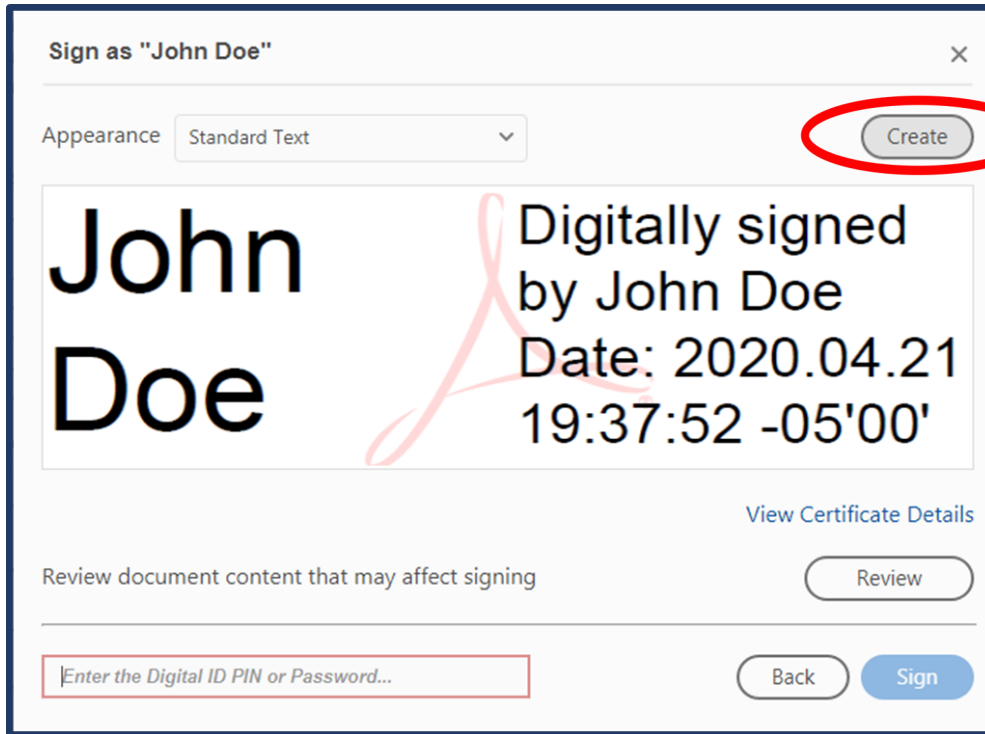 Sign as "John Doe"
Appearance Standard Text Create
John
Doe
Digitally signed
by John Doe
Date: 2020.04.21
19:37:52 -05'00'
View Certificate Details
Review document content that may affect signing Review
Enter the Digital ID PIN or Password... Back Sign